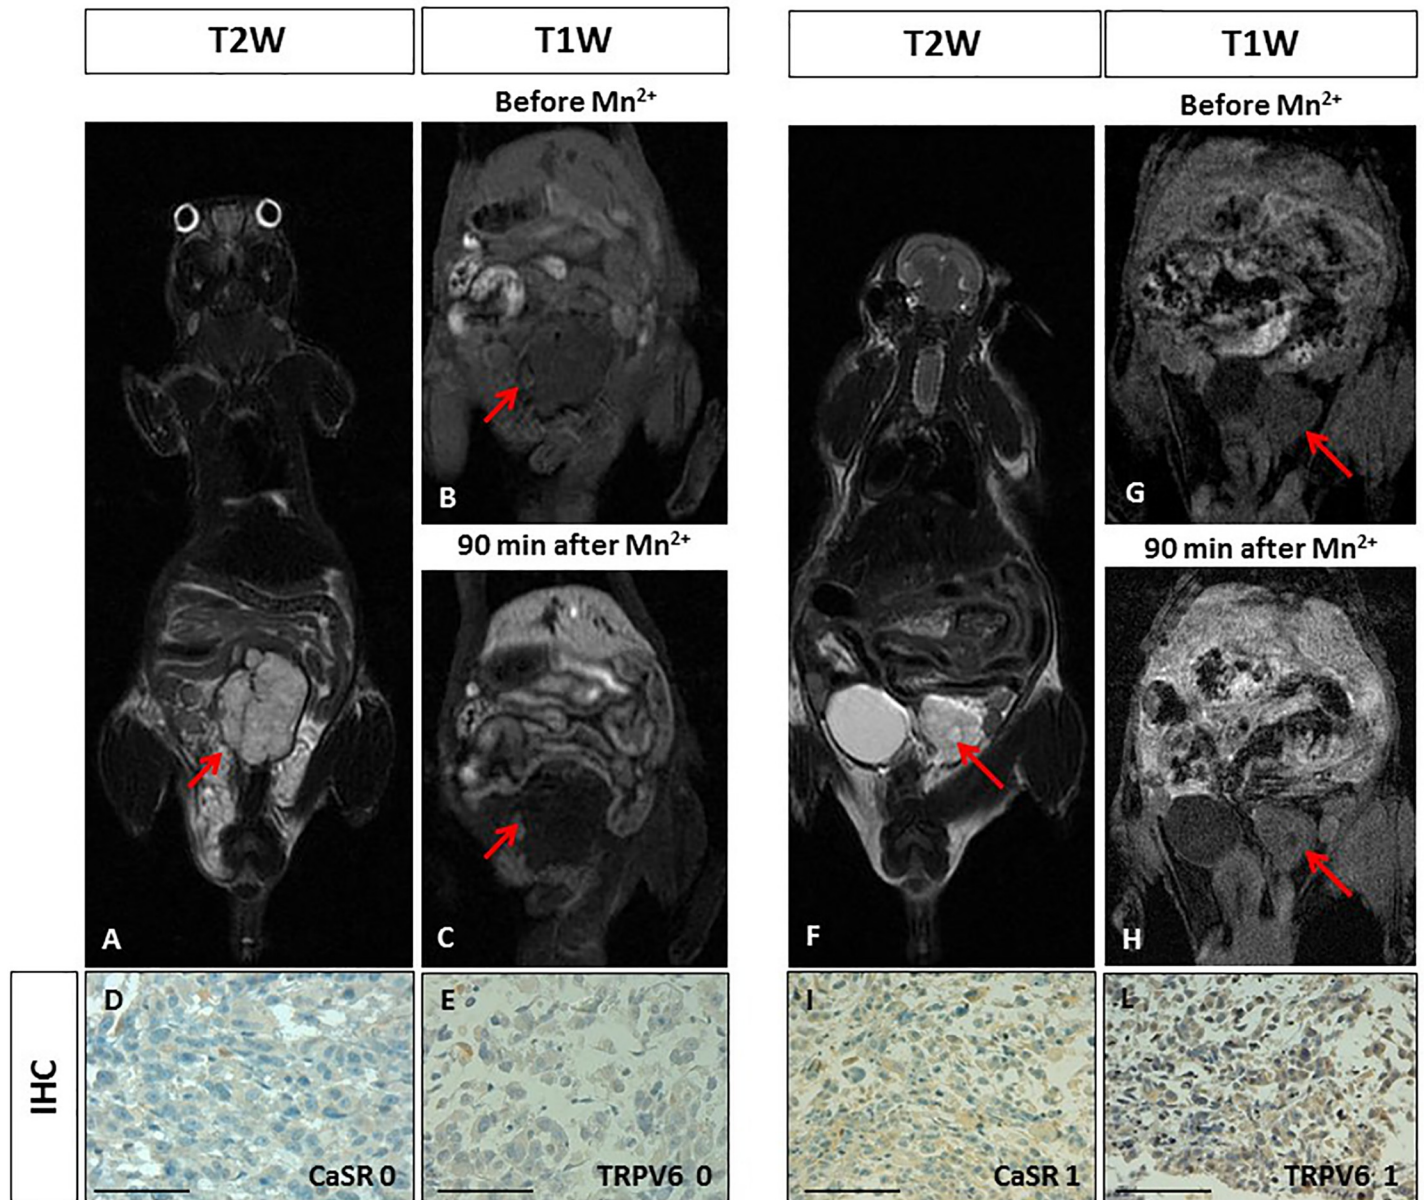 T2W
T1W
T2W
T1W
Before Mn²⁺
Before Mn²⁺
B
G
90 min after Mn²⁺
90 min after Mn²⁺
A
C
F
H
IHC
D
E
I
L
CaSR 0
TRPV6 0
CaSR 1
TRPV6 1